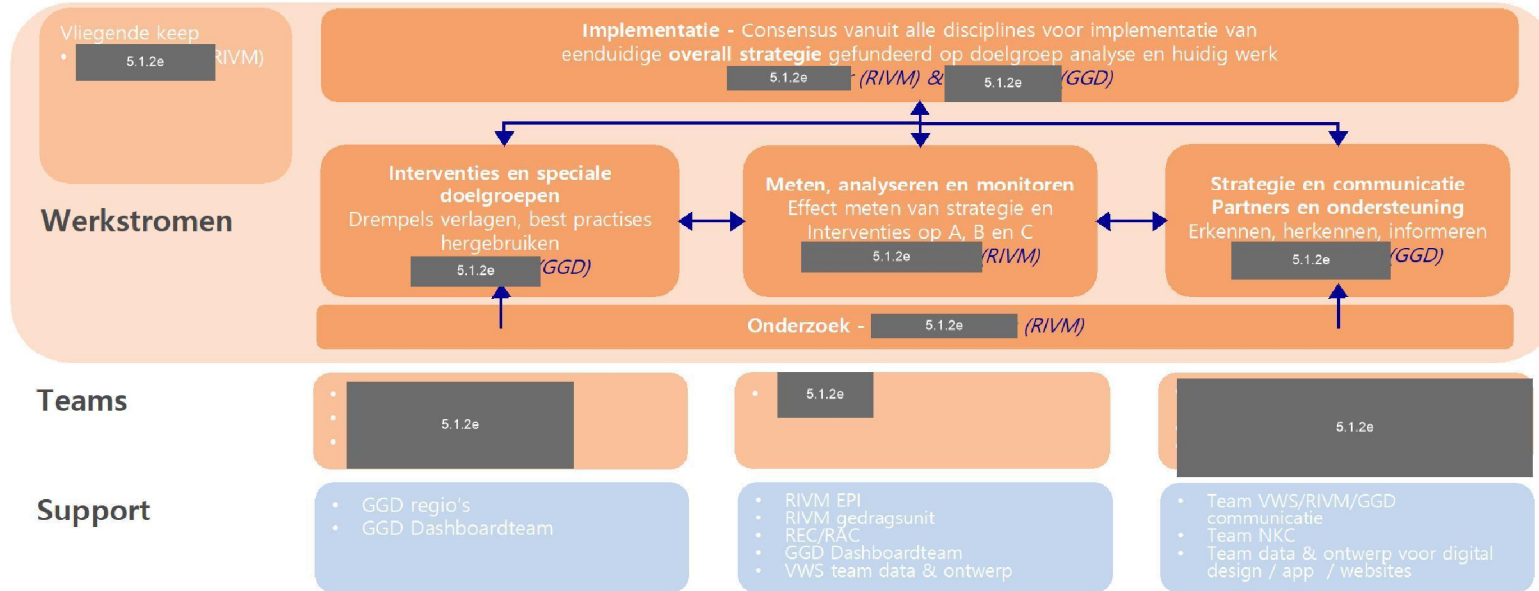 Vliegende keep
• 5.1.2e RIVM)
Implementatie - Consensus vanuit alle disciplines voor implementatie van
eenduidige overall strategie gefundeerd op doelgroep analyse en huidig werk
5.1.2e (RIVM) & 5.1.2e (GGD)
Werkstromen
Interventies en speciale
doelgroepen
Drempels verlagen, best practises
hergebruiken
5.1.2e (GGD)
Meten, analyseren en monitoren
Effect meten van strategie en
Interventies op A, B en C
5.1.2e (RIVM)
Strategie en communicatie
Partners en ondersteuning
Erkennen, herkennen, informeren
5.1.2e (GGD)
Onderzoek - 5.1.2e (RIVM)
Teams
5.1.2e
5.1.2e
5.1.2e
Support
• GGD regio's
• GGD Dashboardteam
• RIVM EPI
• RIVM gedragsunit
• REC/RAC
• GGD Dashboardteam
• VWS team data & ontwerp
• Team VWS/RIVM/GGD
communicatie
• Team NKC
• Team data & ontwerp voor digital
design / app / websites